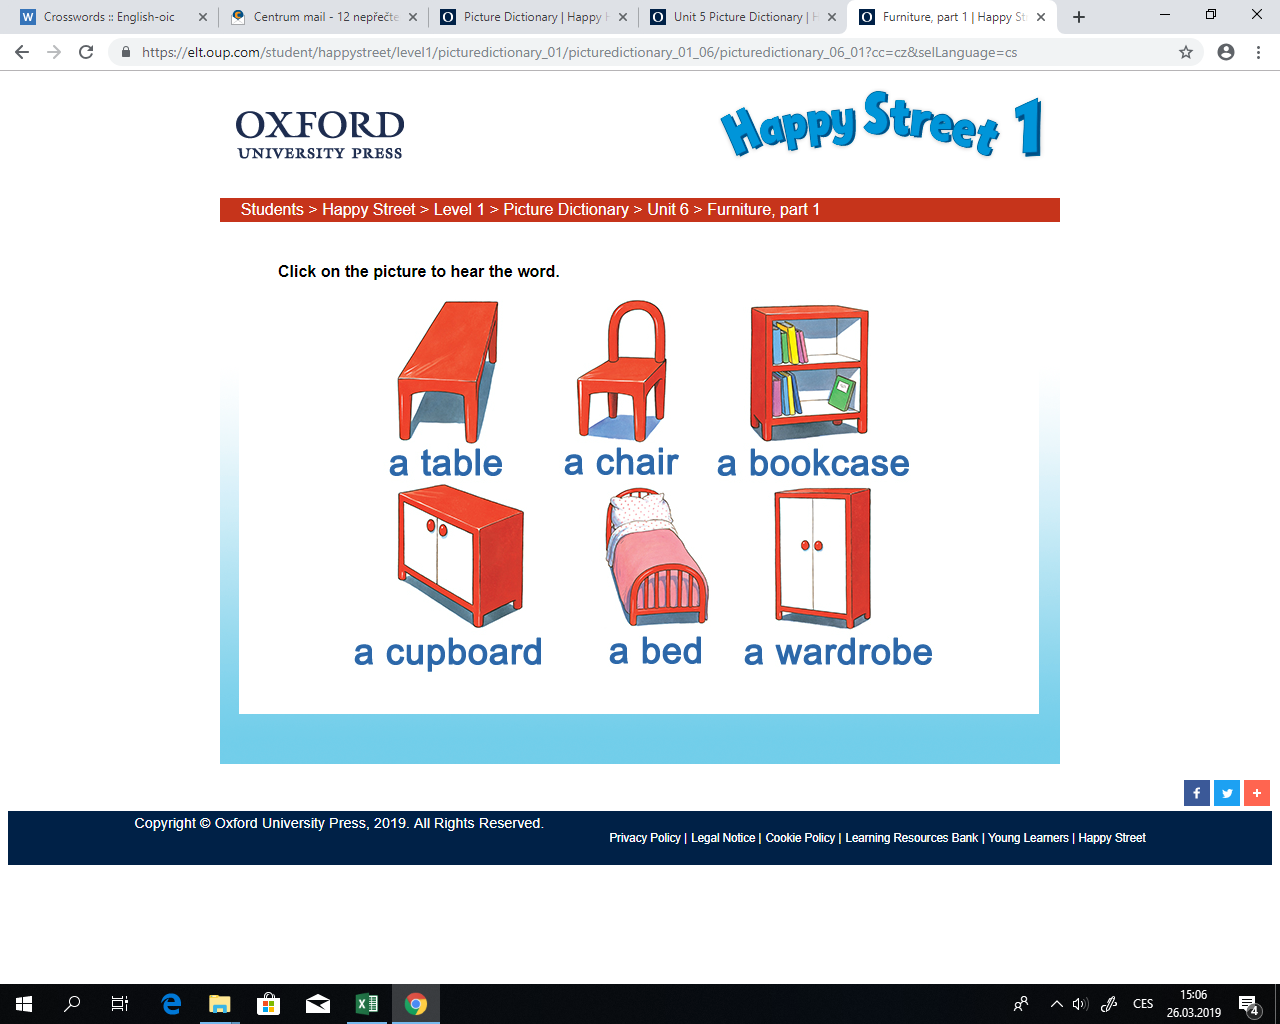 Crosswords :: English-oic
Centrum mail - 12 nepřečte
Picture Dictionary | Happy
Unit 5 Picture Dictionary |
Furniture, part 1 | Happy St
https://elt.oup.com/student/happystreet/level1/picturedictionary_01/picturedictionary_01_06/picturedictionary_06_01?cc=cz&selLanguage=cs
OXFORD
UNIVERSITY PRESS
Happy Street 1
Students > Happy Street > Level 1 > Picture Dictionary > Unit 6 > Furniture, part 1
Click on the picture to hear the word.
a table
a chair
a bookcase
a cupboard
a bed
a wardrobe
Copyright © Oxford University Press, 2019. All Rights Reserved.
Privacy Policy | Legal Notice | Cookie Policy | Learning Resources Bank | Young Learners | Happy Street
CES
15:06
26.03.2019
4